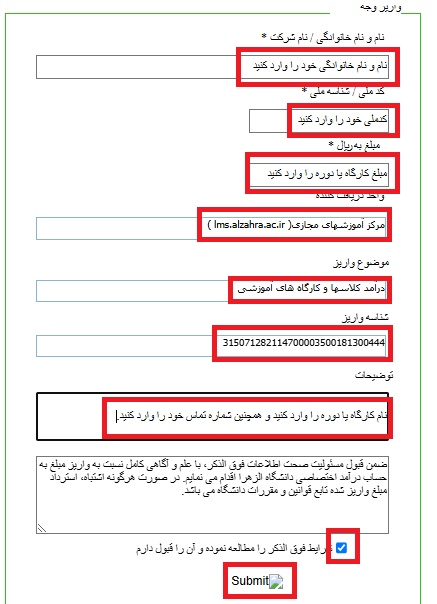 واریز وجه
نام و نام خانوادگی / نام شرکت *
نام و نام خانوادگی خود را وارد کنید
کد ملی / شناسه ملی *
کدملی خود را وارد کنید
مبلغ به‌ریال *
مبلغ کارگاه یا دوره را وارد کنید
واحد دریافت کننده
مرکز آموزشهای مجازی( lms.alzahra.ac.ir )
موضوع واریز
درآمد کلاسها و کارگاه های آموزشی
شناسه واریز
315071282114700003500181300444
توضیحات
نام کارگاه یا دوره را وارد کنید و همچنین شماره تماس خود را وارد کنید.
ضمن قبول مسئولیت صحت اطلاعات فوق الذکر، با علم و آگاهی کامل نسبت به واریز مبلغ به
حساب درآمد اختصاصی دانشگاه الزهرا اقدام می نمایم. در صورت هرگونه اشتباه، استرداد
مبلغ واریز شده تابع قوانین و مقررات دانشگاه می باشد.
شرایط فوق الذکر را مطالعه نموده و آن را قبول دارم
Submit